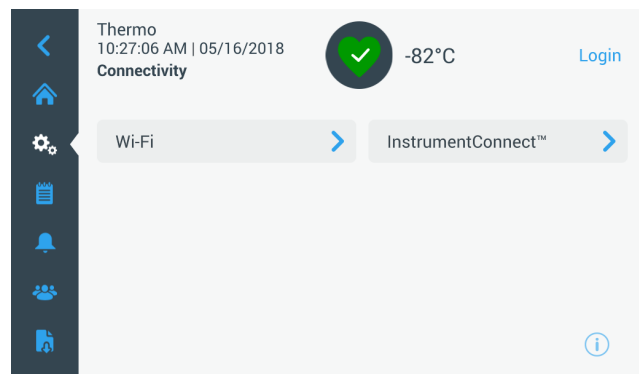 Thermo
10:27:06 AM | 05/16/2018
Connectivity
-82°C
Login
Wi-Fi
InstrumentConnect™
i